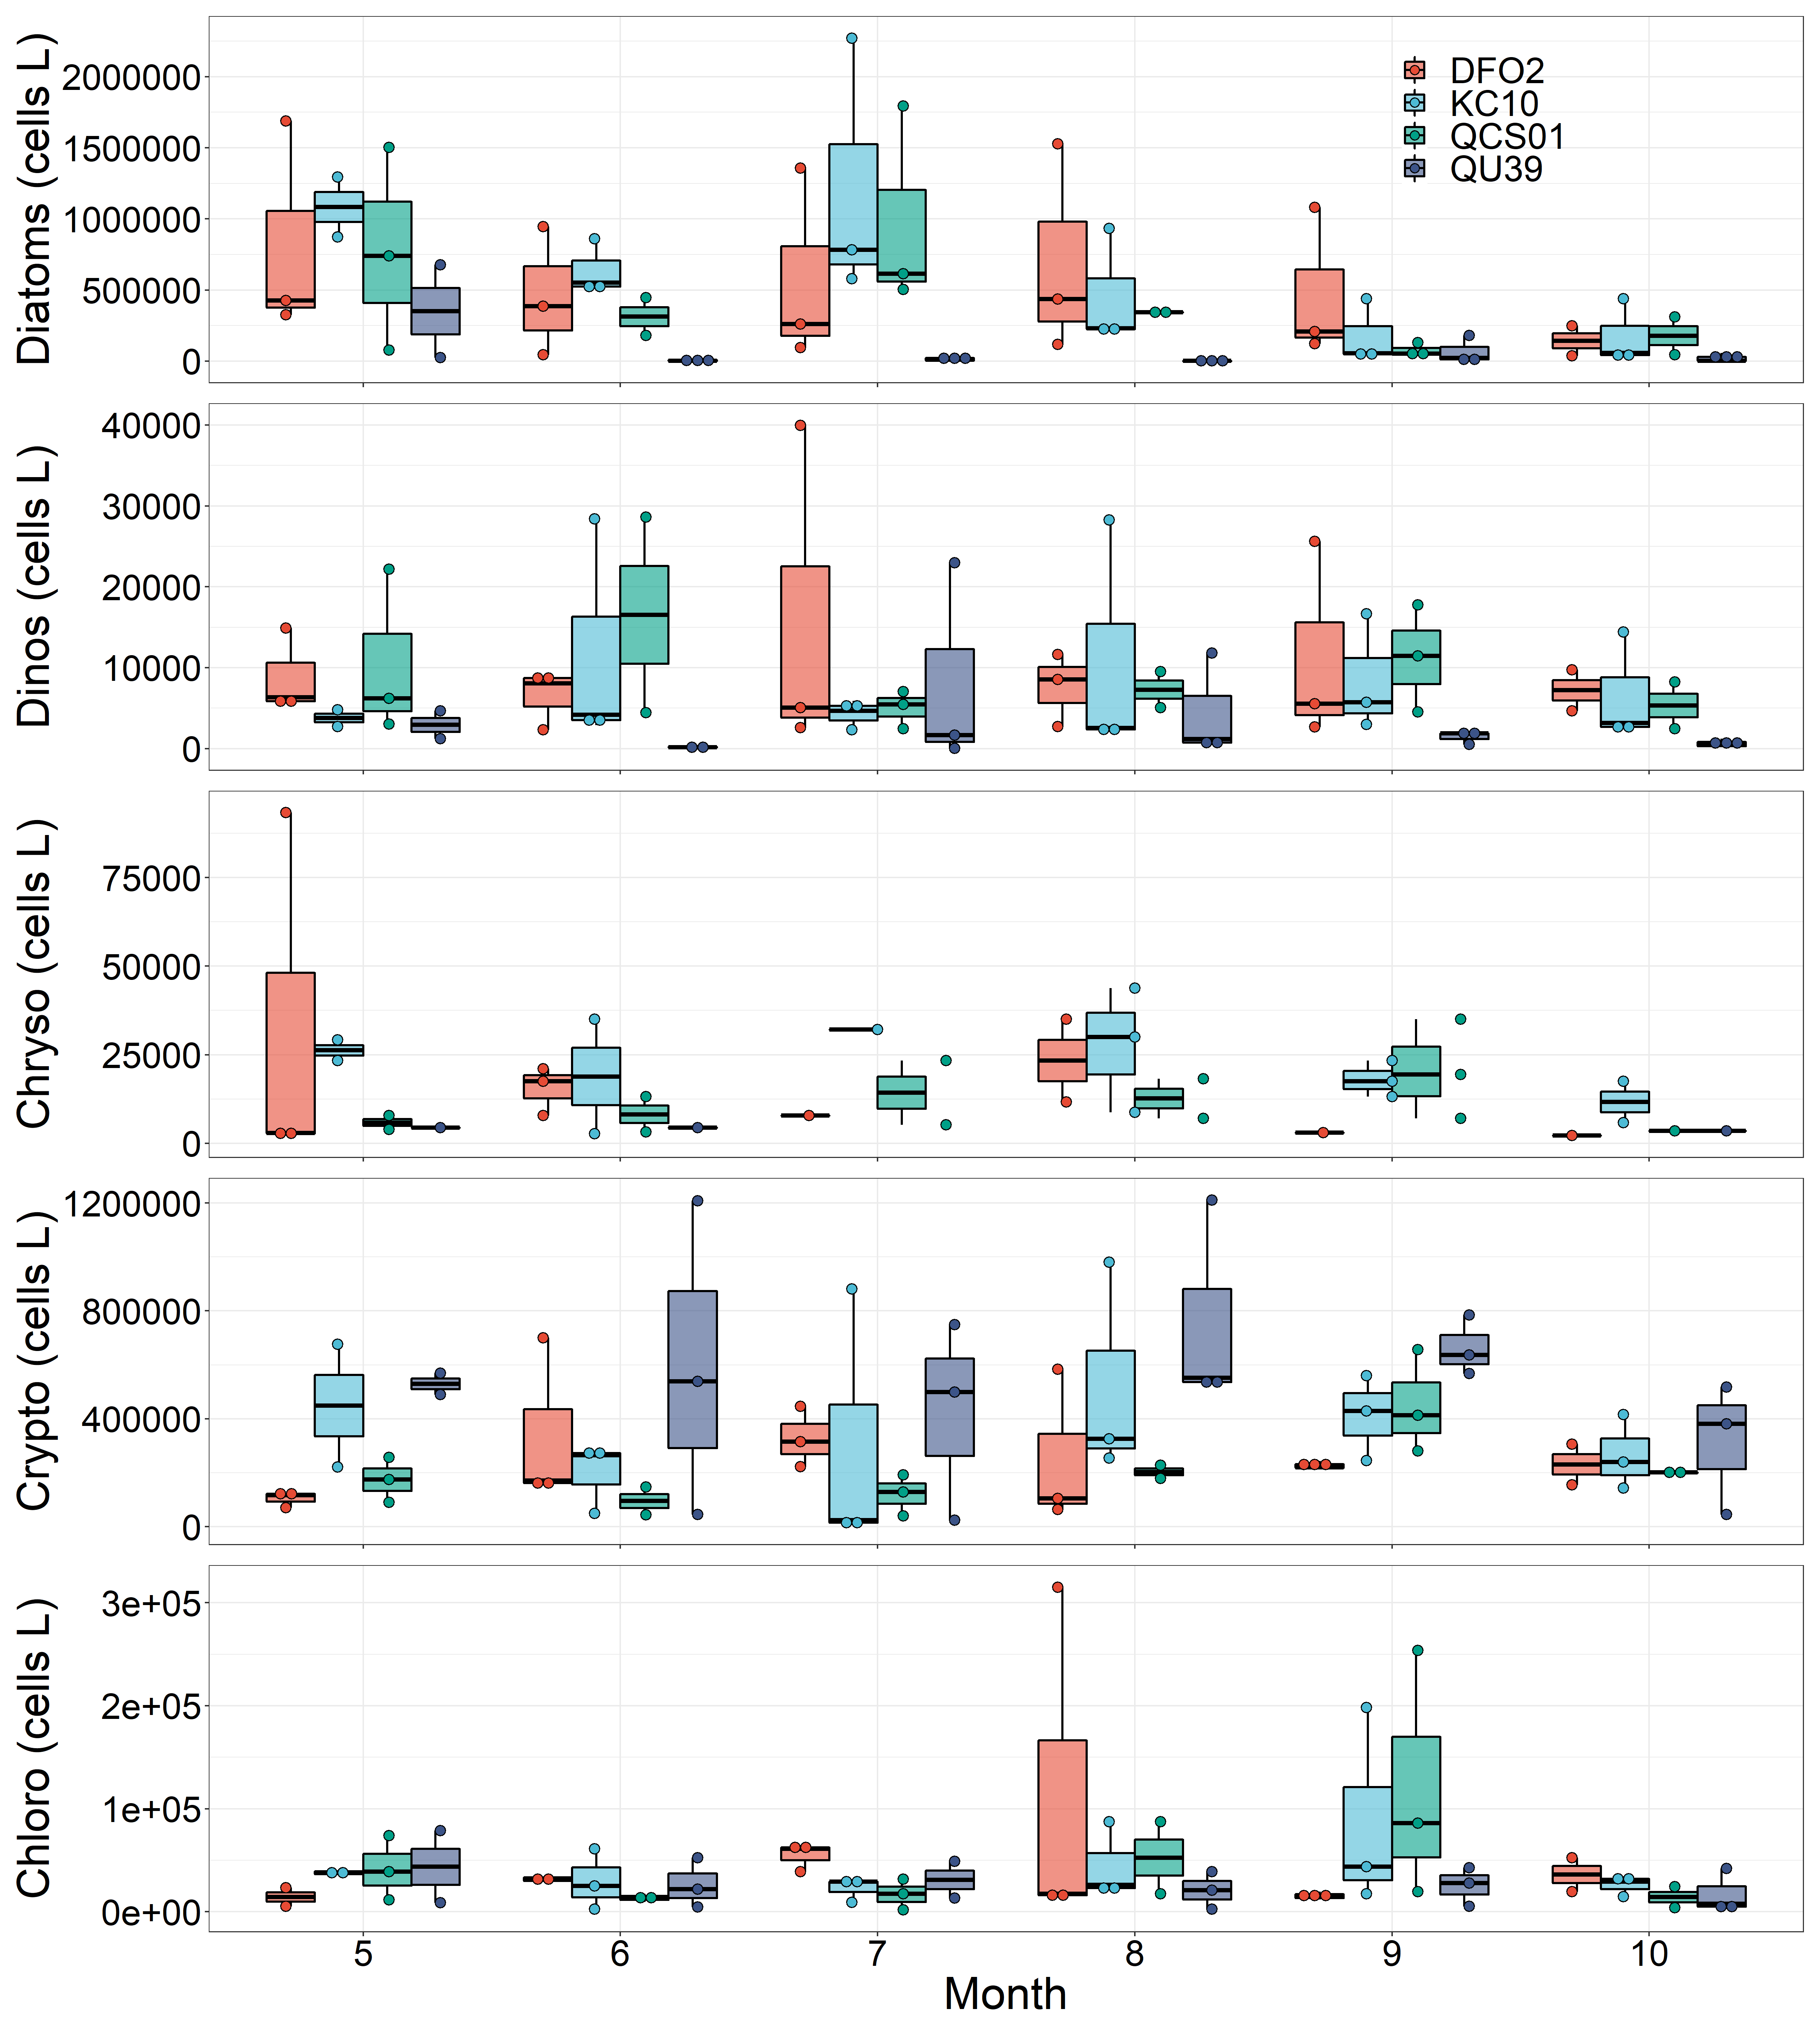 Diatoms (cells L)
2000000
1500000
1000000
500000
0
DFO2
KC10
QCS01
QU39
Dinos (cells L)
40000
30000
20000
10000
0
Chryso (cells L)
75000
50000
25000
0
Crypto (cells L)
1200000
800000
400000
0
Chloro (cells L)
3e+05
2e+05
1e+05
0e+00
5 6 7 8 9 10
Month